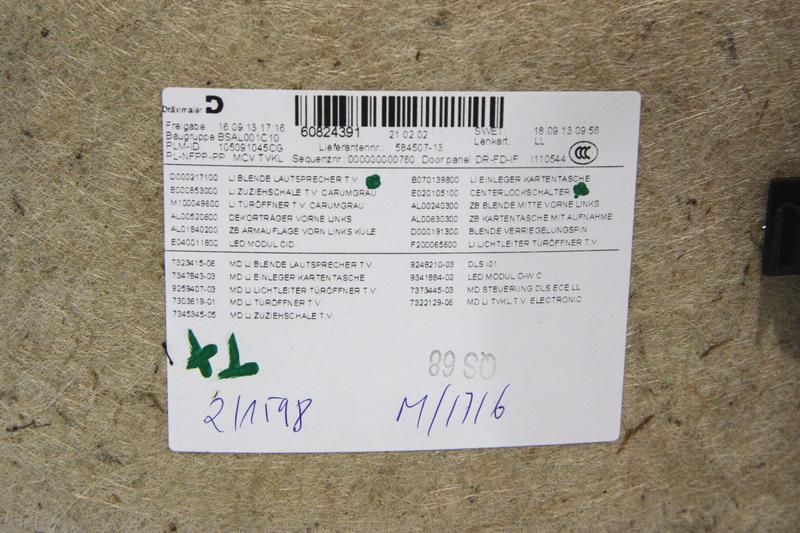 Dräxlmaier
60824391 21 02 02 SWET 18.09.13 09:56
Freigabe 16.09.13 17:16
Baugruppe BSAL001C10 Lieferantennr.: 584507-13 Lenkart: LL
PLM-ID 105091045CG
PL-NFPP-PP MCV TVKL Sequenznr 000000000760 Door panel DR-FD-IF I110544 CCC
D000217100 LI BLENDE LAUTSPRECHER T.V. B070139800 LI EINLEGER KARTENTASCHE
B000853000 LI ZUZIEHSCHALE T.V. CARUMGRAU E020105100 CENTERLOCKSCHALTER
M100049600 LI TÜRÖFFNER T.V. CARUMGRAU AL00240300 ZB BLENDE MITTE VORNE LINKS
AL00520600 DEKORTRÄGER VORNE LINKS AL00630300 ZB KARTENTASCHE MIT AUFNAHME
AL01840200 ZB ARMAUFLAGE VORN LINKS KULE D000191300 BLENDE VERRIEGELUNGSPIN
E040011800 LED MODUL O/D F200065600 LI LICHTLEITER TÜRÖFFNER T.V.
7323415-06 MD LI BLENDE LAUTSPRECHER T.V. 9248210-03 DLS I01
7347843-03 MD LI EINLEGER KARTENTASCHE 9341884-02 LED MODUL O-W C
9259407-03 MD LI LICHTLEITER TÜRÖFFNER T.V. 7373445-03 MD STEUERUNG DLS ECE LL
7303619-01 MD LI TÜRÖFFNER T.V. 7322129-06 MD LI TVKL T.V. ELECTRONIC
7345345-05 MD LI ZUZIEHSCHALE T.V.
QS 68
M/17/6